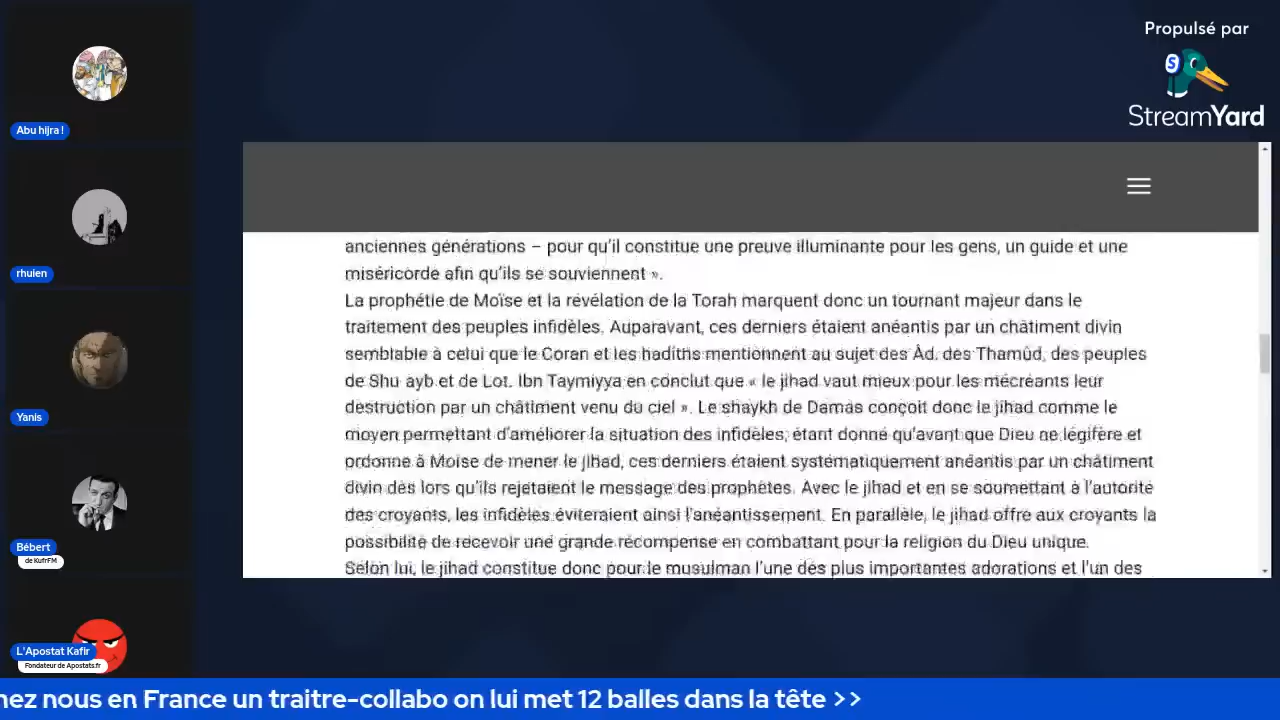 Propulsé par
StreamYard
Abu hijra !
rhuien
Yanis
Bébert
de KufrFM
L'Apostat Kafir
Fondateur de Apostats.fr
anciennes générations – pour qu'il constitue une preuve illuminante pour les gens, un guide et une
miséricorde afin qu'ils se souviennent ».
La prophétie de Moïse et la révélation de la Torah marquent donc un tournant majeur dans le
traitement des peuples infidèles. Auparavant, ces derniers étaient anéantis par un châtiment divin
semblable à celui que le Coran et les hadîths mentionnent au sujet des Âd, des Thamûd, des peuples
de Shu ayb et de Lot. Ibn Taymiyya en conclut que « le jihad vaut mieux pour les mécréants leur
destruction par un châtiment venu du ciel ». Le shaykh de Damas conçoit donc le jihad comme le
moyen permettant d'améliorer la situation des infidèles, étant donné qu'avant que Dieu ne légifère et
ordonne à Moïse de mener le jihad, ces derniers étaient systématiquement anéantis par un châtiment
divin dès lors qu'ils rejetaient le message des prophètes. Avec le jihad et en se soumettant à l'autorité
des croyants, les infidèles éviteraient ainsi l'anéantissement. En parallèle, le jihad offre aux croyants la
possibilité de recevoir une grande récompense en combattant pour la religion du Dieu unique.
Selon lui, le jihad constitue donc pour le musulman l'une des plus importantes adorations et l'un des
nez nous en France un traitre-collabo on lui met 12 balles dans la tête >>